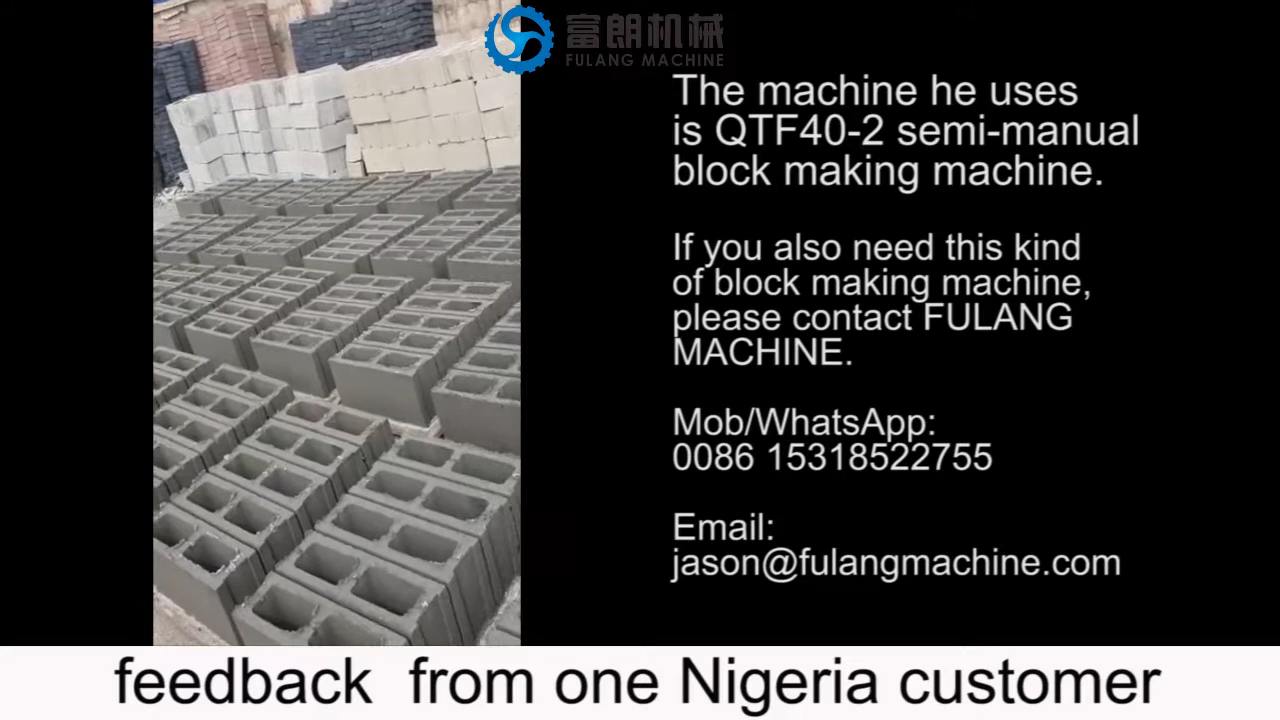 富朗机械
FULANG MACHINE
The machine he uses
is QTF40-2 semi-manual
block making machine.
If you also need this kind
of block making machine,
please contact FULANG
MACHINE.
Mob/WhatsApp:
0086 15318522755
Email:
jason@fulangmachine.com
feedback  from one Nigeria customer